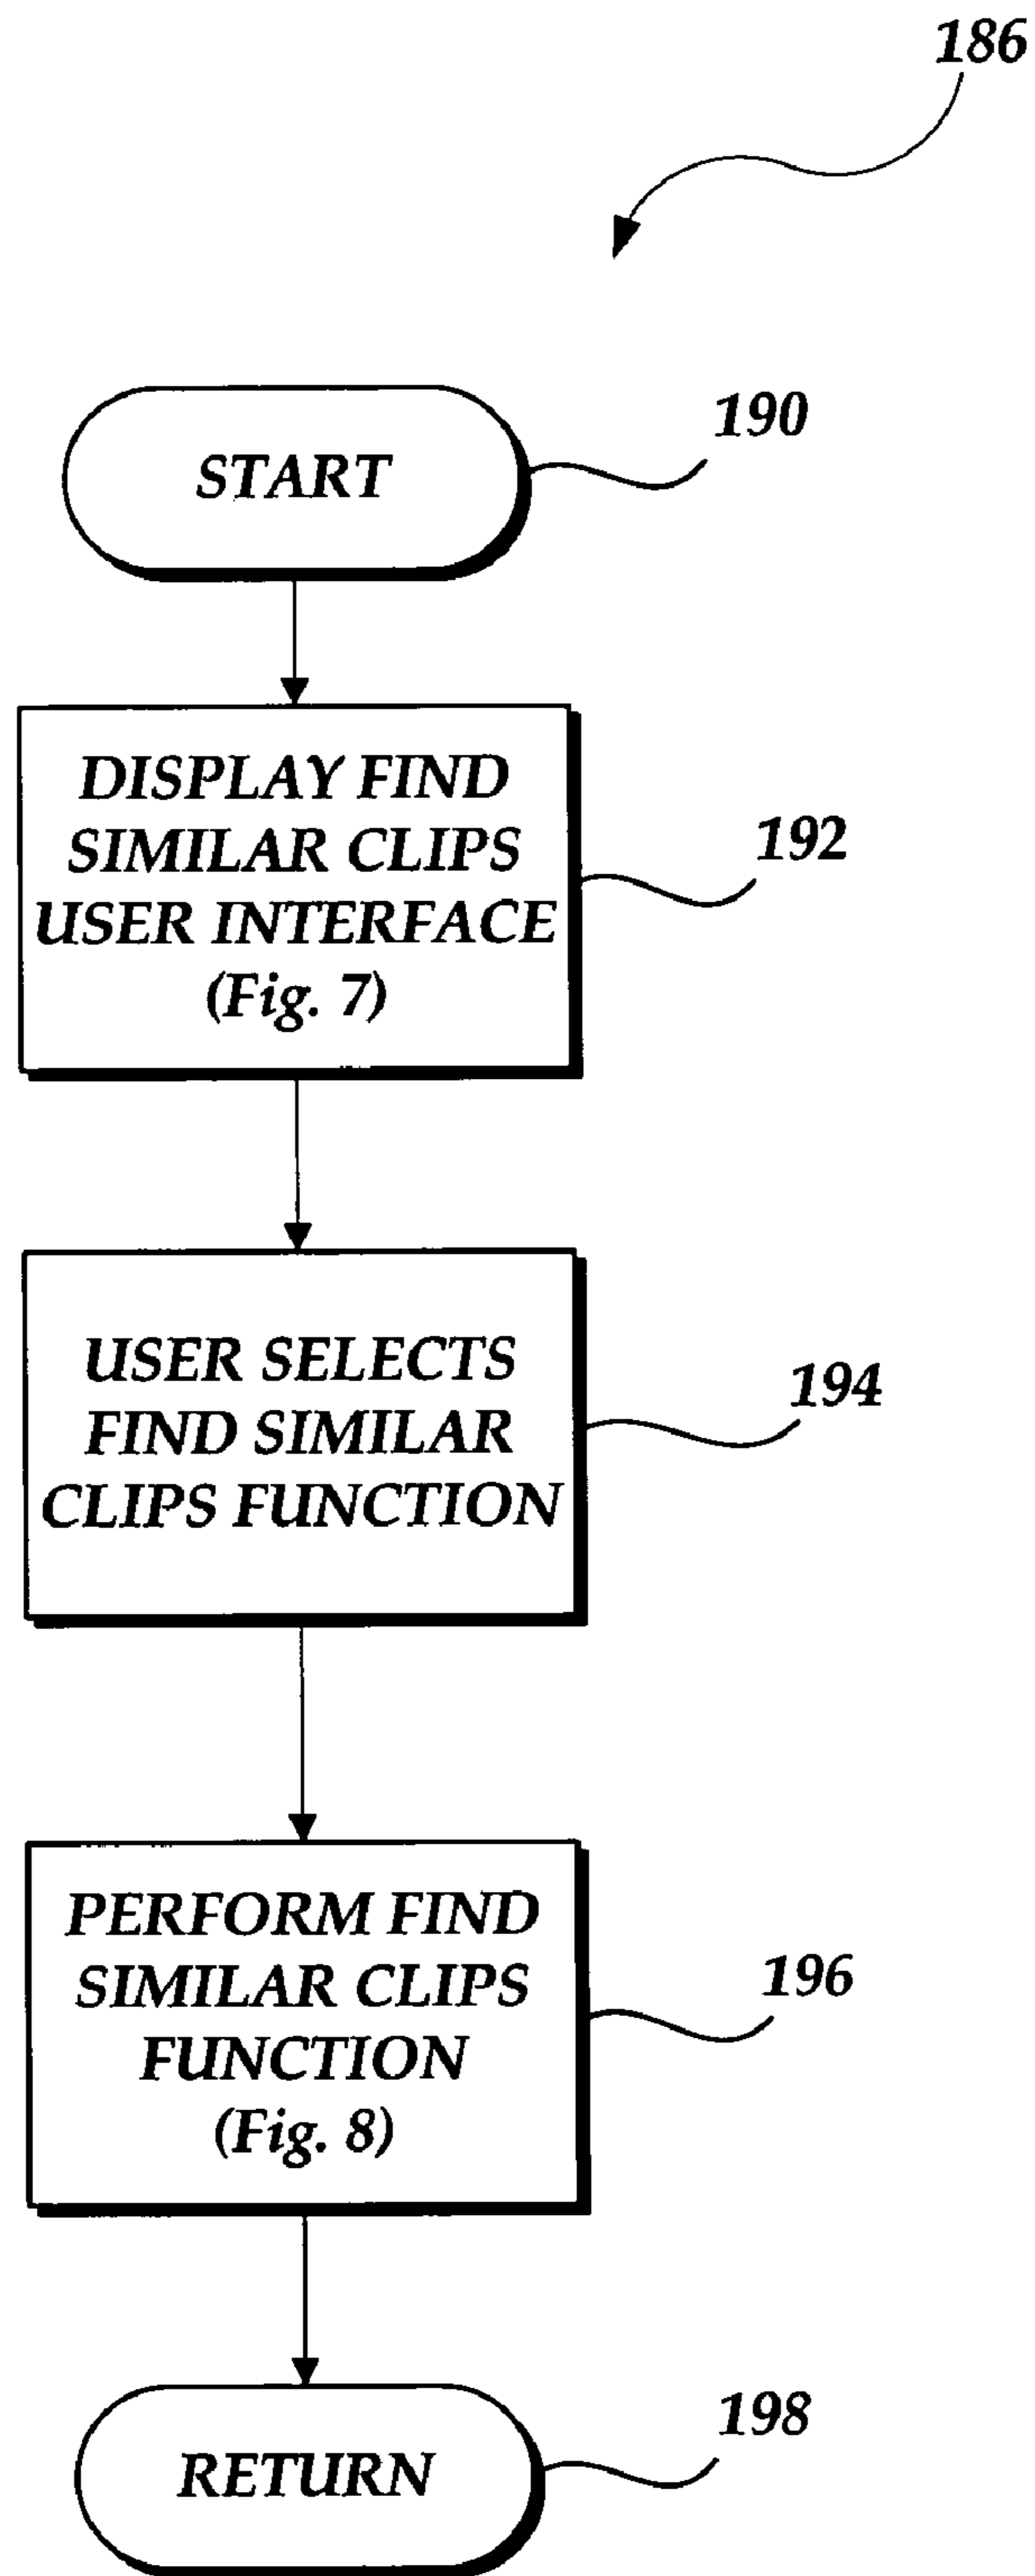 186
START
190
DISPLAY FIND
SIMILAR CLIPS
USER INTERFACE
(Fig. 7)
192
USER SELECTS
FIND SIMILAR
CLIPS FUNCTION
194
PERFORM FIND
SIMILAR CLIPS
FUNCTION
(Fig. 8)
196
RETURN
198